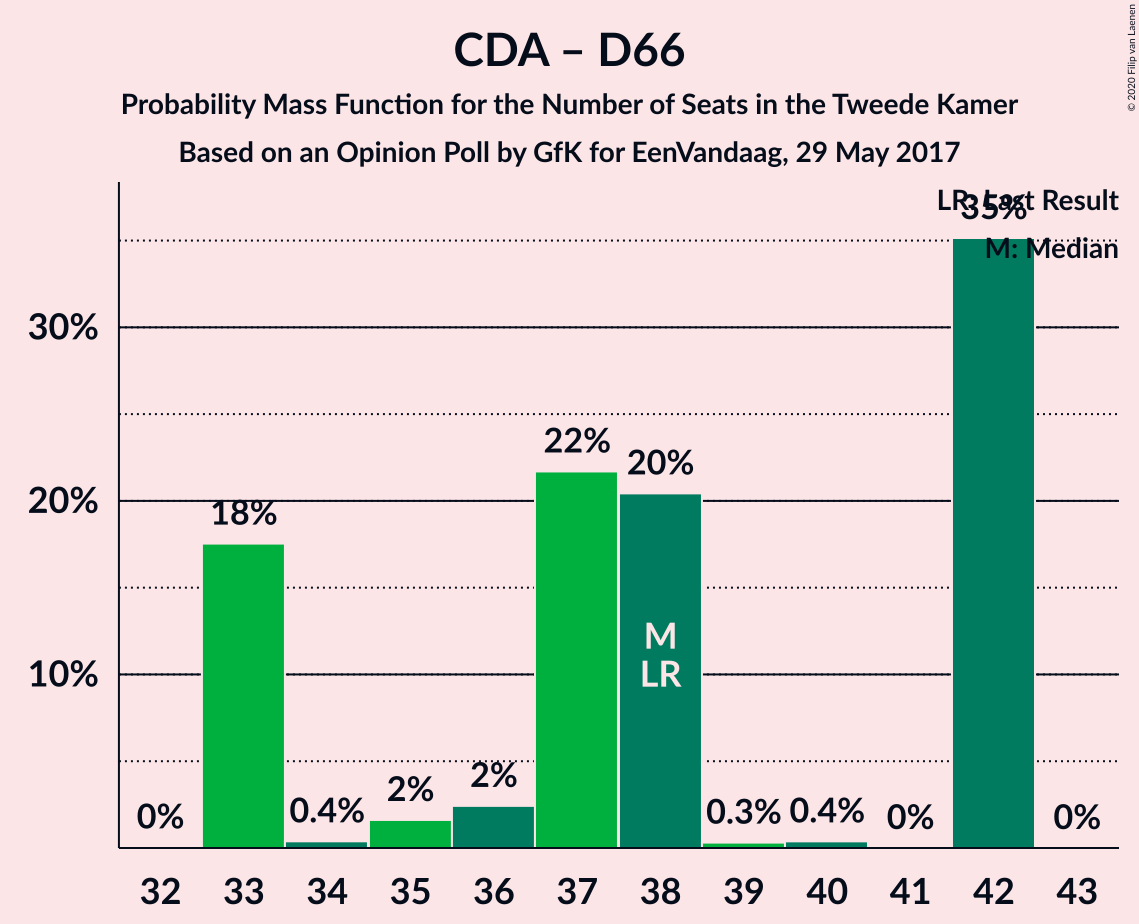 CDA – D66
Probability Mass Function for the Number of Seats in the Tweede Kamer
Based on an Opinion Poll by GfK for EenVandaag, 29 May 2017
© 2020 Filip van Laenen
LR: Last Result
M: Median
35%
30%
22%
20%
20%
18%
M
LR
10%
0%
0.4%
2%
2%
0.3%
0.4%
0%
0%
32 33 34 35 36 37 38 39 40 41 42 43